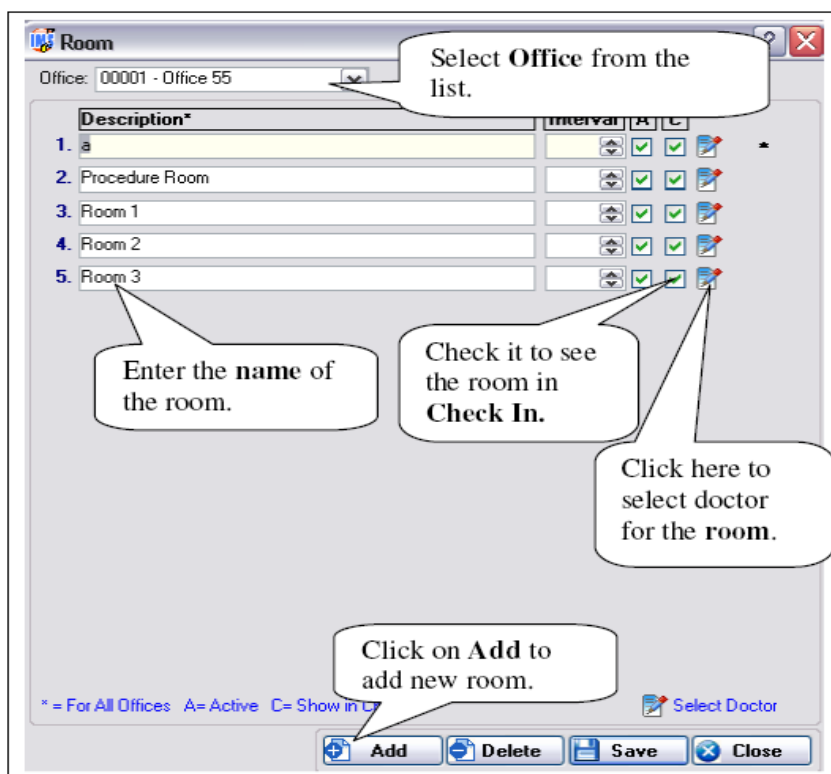 IMS Room
Select Office from the list.
Office: 00001 - Office 55
Description* Interval A C
1. a *
2. Procedure Room
3. Room 1
4. Room 2
5. Room 3
Enter the name of
the room.
Check it to see
the room in
Check In.
Click here to
select doctor
for the room.
Click on Add to
add new room.
* = For All Offices A= Active C= Show in Select Doctor
Add Delete Save Close